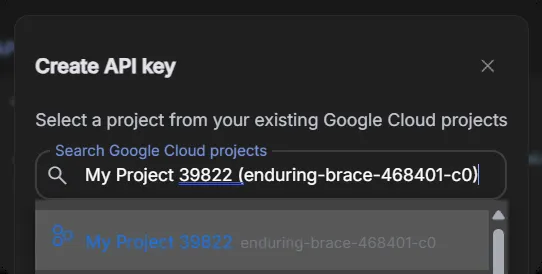 Create API key
Select a project from your existing Google Cloud projects
Search Google Cloud projects
My Project 39822 (enduring-brace-468401-c0)
My Project 39822 enduring-brace-468401-c0